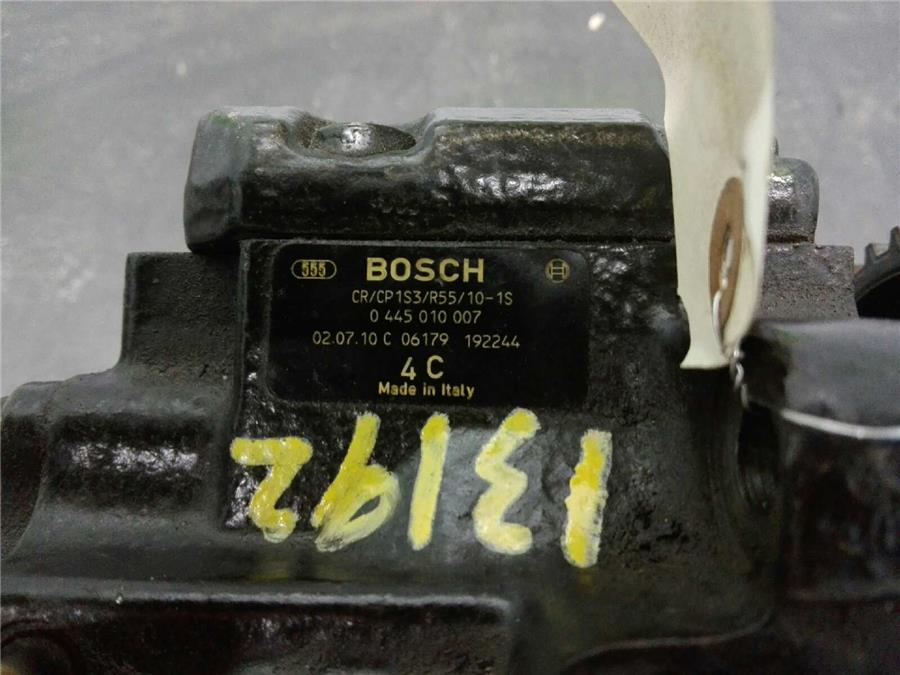 555 BOSCH
CR/CP1S3/R55/10-1S
0 445 010 007
02.07.10 C 06179 192244
4 C
Made in Italy
13192